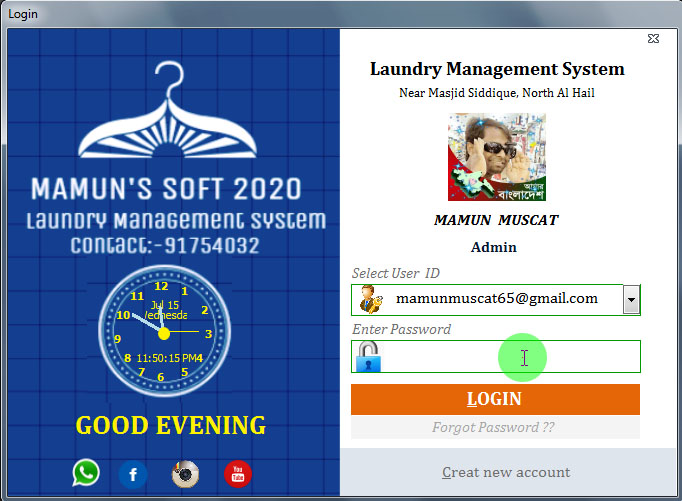 Login
MAMUN'S SOFT 2020
Laundry Management System
Contact:-91754032
12
11
1
10
2
9
3
8
4
7
5
6
Jul 15
11:50:15 PM
GOOD EVENING
You
Tube
Laundry Management System
Near Masjid Siddique, North Al Hail
আমার
বাংলাদেশ
MAMUN MUSCAT
Admin
Select User ID
mamunmuscat65@gmail.com
Enter Password
LOGIN
Forgot Password ??
Creat new account